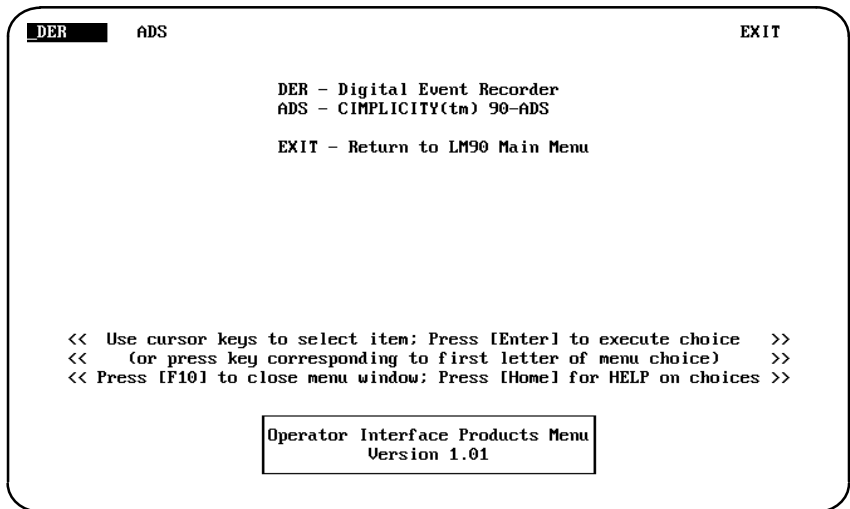 _DER ADS EXIT
DER - Digital Event Recorder
ADS - CIMPLICITY(tm) 90-ADS
EXIT - Return to LM90 Main Menu
<< Use cursor keys to select item; Press [Enter] to execute choice >>
<< (or press key corresponding to first letter of menu choice) >>
<< Press [F10] to close menu window; Press [Home] for HELP on choices >>
Operator Interface Products Menu
Version 1.01